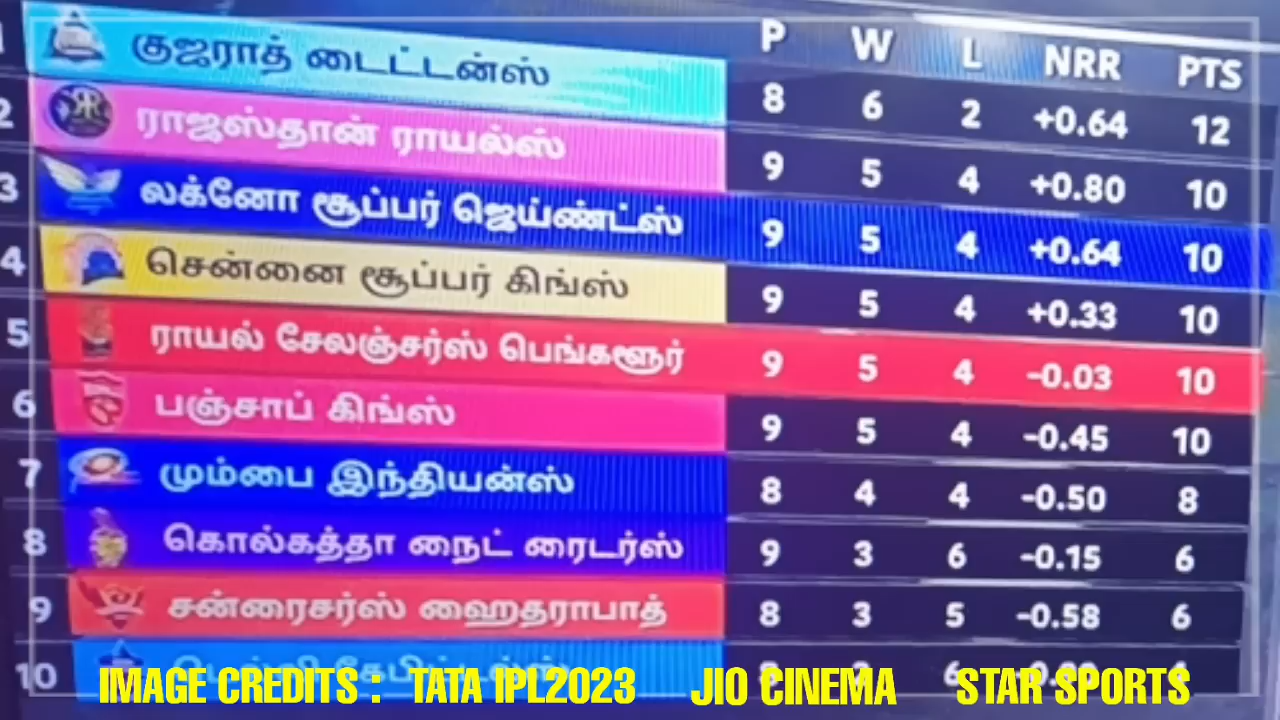 P W L NRR PTS
1 குஜராத் டைட்டன்ஸ் 8 6 2 +0.64 12
2 ராஜஸ்தான் ராயல்ஸ் 9 5 4 +0.80 10
3 லக்னோ சூப்பர் ஜெய்ண்ட்ஸ் 9 5 4 +0.64 10
4 சென்னை சூப்பர் கிங்ஸ் 9 5 4 +0.33 10
5 ராயல் சேலஞ்சர்ஸ் பெங்களூர் 9 5 4 -0.03 10
6 பஞ்சாப் கிங்ஸ் 9 5 4 -0.45 10
7 மும்பை இந்தியன்ஸ் 8 4 4 -0.50 8
8 கொல்கத்தா நைட் ரைடர்ஸ் 9 3 6 -0.15 6
9 சன்ரைசர்ஸ் ஹைதராபாத் 8 3 5 -0.58 6
10
IMAGE CREDITS : TATA IPL2023 JIO CINEMA STAR SPORTS